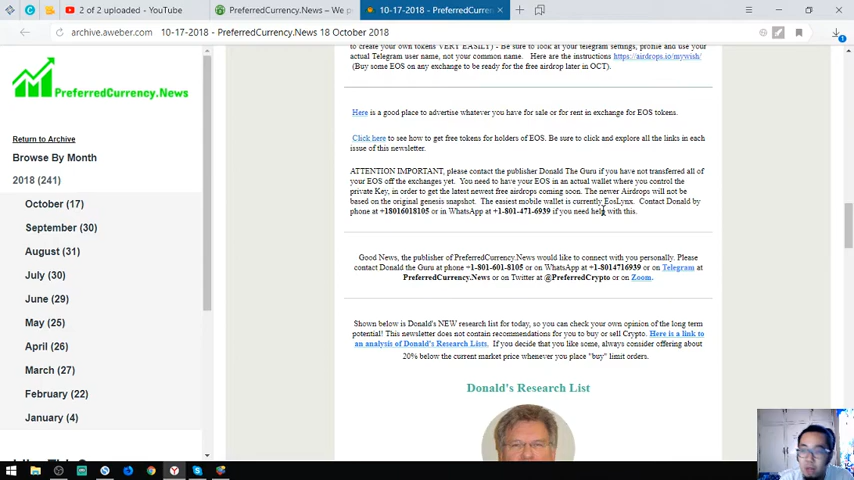 2 of 2 uploaded - YouTube
PreferredCurrency.News – We p
10-17-2018 - PreferredCurren
archive.aweber.com
10-17-2018 - PreferredCurrency.News 18 October 2018
PreferredCurrency.News
Return to Archive
Browse By Month
2018 (241)
October (17)
September (30)
August (31)
July (30)
June (29)
May (25)
April (26)
March (27)
February (22)
January (4)
to create your own tokens VERY EASILY) - Be sure to look at your telegram settings, profile and use your
actual Telegram user name, not your common name. Here are the instructions https://airdrops.io/mywish/
(Buy some EOS on any exchange to be ready for the free airdrop later in OCT).
Here is a good place to advertise whatever you have for sale or for rent in exchange for EOS tokens.
Click here to see how to get free tokens for holders of EOS. Be sure to click and explore all the links in each
issue of this newsletter.
ATTENTION IMPORTANT, please contact the publisher Donald The Guru if you have not transferred all of
your EOS off the exchanges yet. You need to have your EOS in an actual wallet where you control the
private Key, in order to get the latest newest free airdrops coming soon. The newer Airdrops will not be
based on the original genesis snapshot. The easiest mobile wallet is currently EosLynx. Contact Donald by
phone at +18016018105 or in WhatsApp at +1-801-471-6939 if you need help with this.
Good News, the publisher of PreferredCurrency.News would like to connect with you personally. Please
contact Donald the Guru at phone +1-801-601-8105 or on WhatsApp at +1-8014716939 or on Telegram at
PreferredCurrency.News or on Twitter at @PreferredCrypto or on Zoom.
Shown below is Donald's NEW research list for today, so you can check your own opinion of the long term
potential! This newsletter does not contain recommendations for you to buy or sell Crypto. Here is a link to
an analysis of Donald's Research Lists. If you decide that you like some, always consider offering about
20% below the current market price whenever you place "buy" limit orders.
Donald's Research List